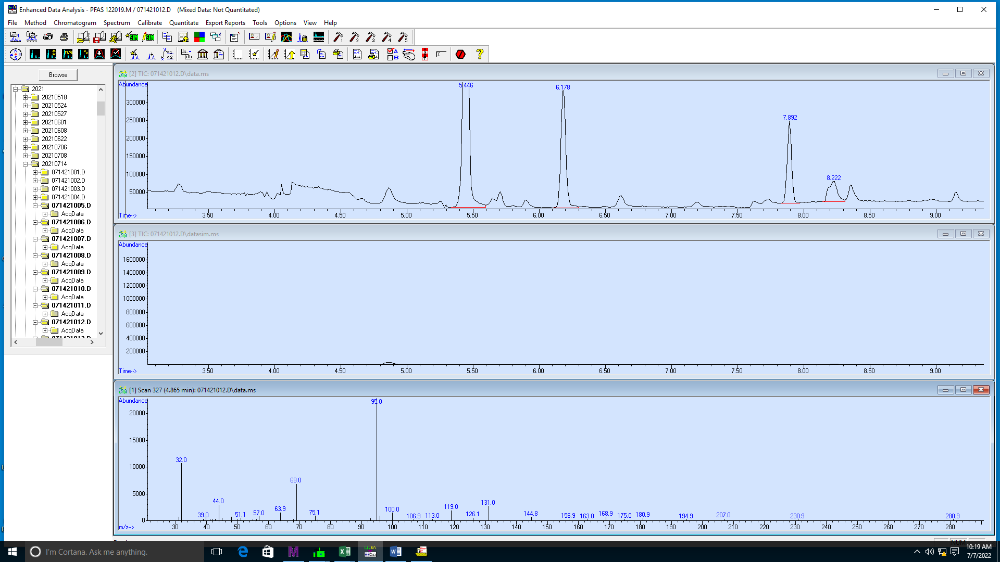 Enhanced Data Analysis - PFAS 122019.M / 071421012.D (Mixed Data: Not Quantitated)
File Method Chromatogram Spectrum Calibrate Quantitate Export Reports Tools Options View Help
Browse
2021
20210518
20210524
20210527
20210601
20210608
20210622
20210706
20210708
20210714
071421001.D
071421002.D
071421003.D
071421004.D
071421005.D
AcqData
071421006.D
AcqData
071421007.D
AcqData
071421008.D
AcqData
071421009.D
AcqData
071421010.D
AcqData
071421011.D
AcqData
071421012.D
AcqData
[2] TIC: 071421012.D\data.ms
Abundance
5.446
6.178
7.892
8.222
300000
250000
200000
150000
100000
50000
Time-->
3.50 4.00 4.50 5.00 5.50 6.00 6.50 7.00 7.50 8.00 8.50 9.00
[3] TIC: 071421012.D\datasim.ms
Abundance
1600000
1400000
1200000
1000000
800000
600000
400000
200000
Time-->
3.50 4.00 4.50 5.00 5.50 6.00 6.50 7.00 7.50 8.00 8.50 9.00
[1] Scan 327 (4.865 min): 071421012.D\data.ms
Abundance
20000
15000
10000
5000
0
32.0 39.0 44.0 51.1 57.0 63.9 69.0 75.1 95.0 100.0 106.9 113.0 119.0 126.1 131.0 144.8 156.9 163.0 168.9 175.0 180.9 194.9 207.0 230.9 280.9
m/z-->
30 40 50 60 70 80 90 100 110 120 130 140 150 160 170 180 190 200 210 220 230 240 250 260 270 280
NUM
I'm Cortana. Ask me anything.
10:19 AM
7/7/2022